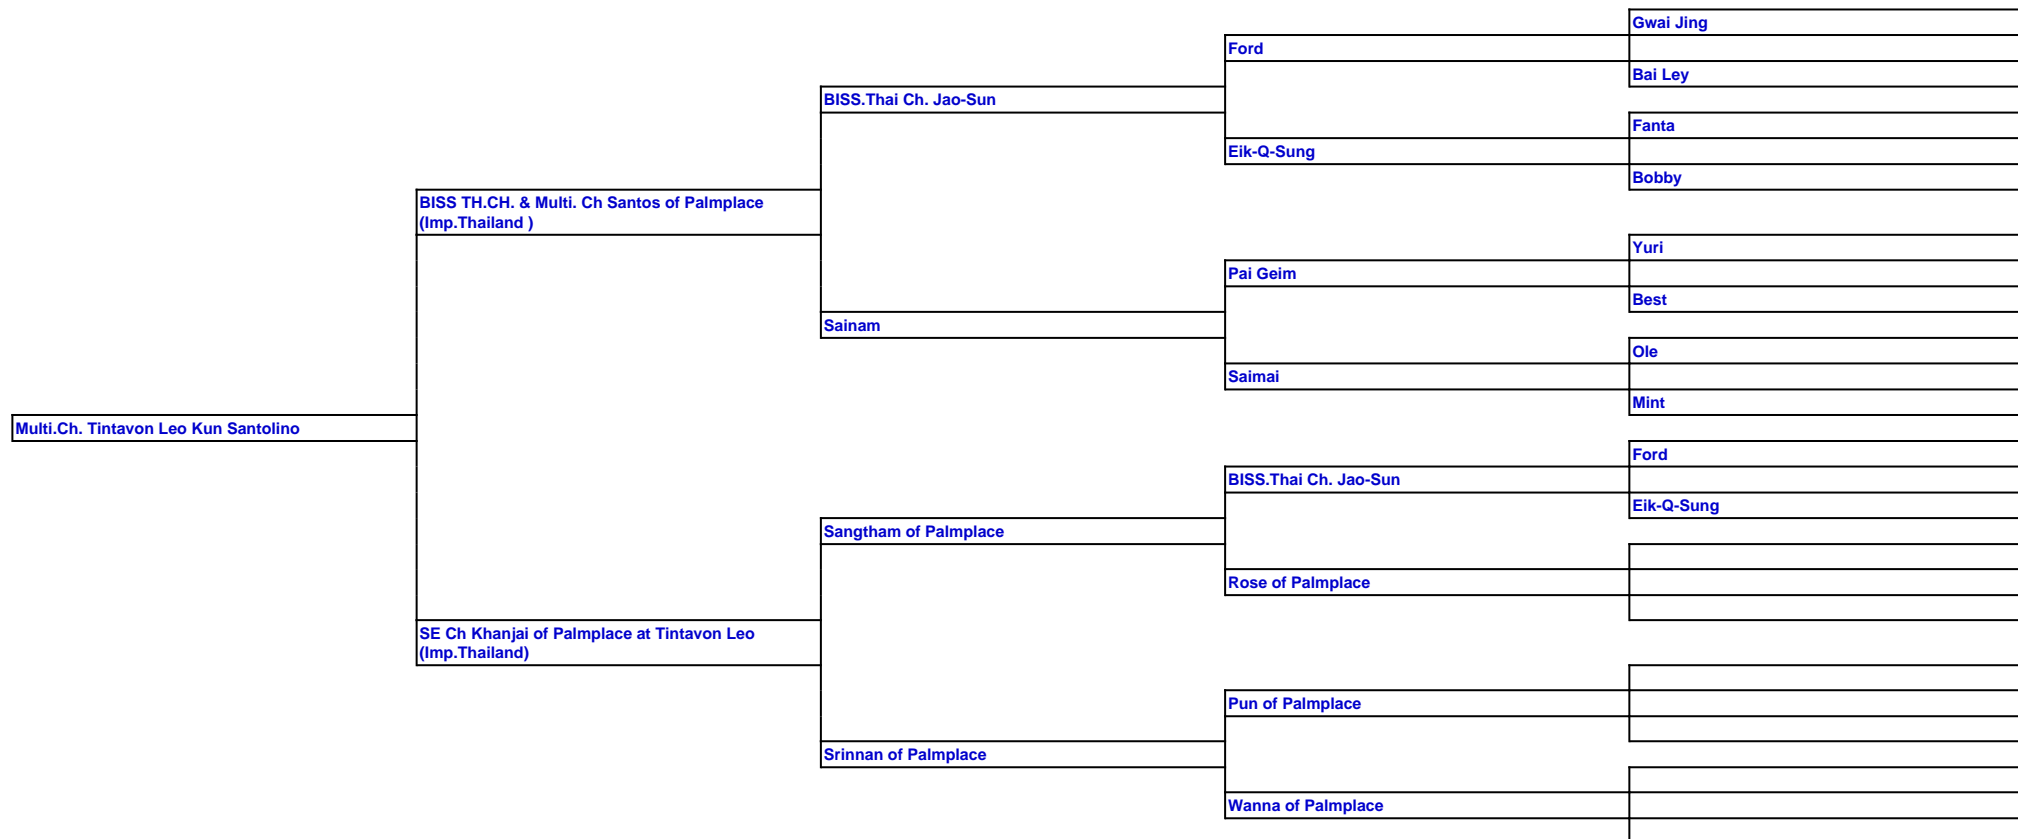 Gwai Jing
Ford
Bai Ley
BISS.Thai Ch. Jao-Sun
Fanta
Eik-Q-Sung
Bobby
BISS TH.CH. & Multi. Ch Santos of Palmplace
(Imp.Thailand )
Yuri
Pai Geim
Best
Sainam
Ole
Saimai
Mint
Multi.Ch. Tintavon Leo Kun Santolino
Ford
BISS.Thai Ch. Jao-Sun
Eik-Q-Sung
Sangtham of Palmplace
Rose of Palmplace
SE Ch Khanjai of Palmplace at Tintavon Leo
(Imp.Thailand)
Pun of Palmplace
Srinnan of Palmplace
Wanna of Palmplace